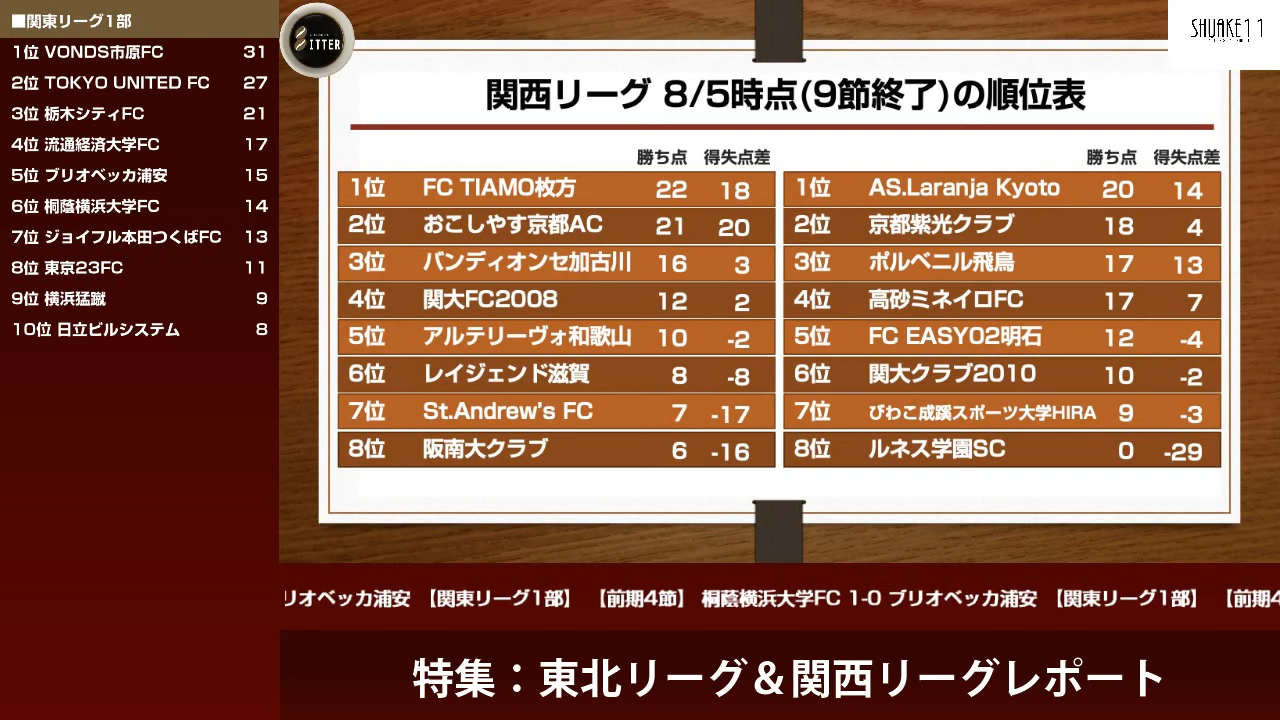 ■関東リーグ1部
1位 VONDS市原FC 31
2位 TOKYO UNITED FC 27
3位 栃木シティFC 21
4位 流通経済大学FC 17
5位 ブリオベッカ浦安 15
6位 桐蔭横浜大学FC 14
7位 ジョイフル本田つくばFC 13
8位 東京23FC 11
9位 横浜猛蹴 9
10位 日立ビルシステム 8
ITTER
SHUAKE11
関西リーグ 8/5時点(9節終了)の順位表
勝ち点 得失点差
1位 FC TIAMO枚方 22 18
2位 おこしやす京都AC 21 20
3位 バンディオンセ加古川 16 3
4位 関大FC2008 12 2
5位 アルテリーヴォ和歌山 10 -2
6位 レイジェンド滋賀 8 -8
7位 St.Andrew's FC 7 -17
8位 阪南大クラブ 6 -16
勝ち点 得失点差
1位 AS.Laranja Kyoto 20 14
2位 京都紫光クラブ 18 4
3位 ポルベニル飛鳥 17 13
4位 高砂ミネイロFC 17 7
5位 FC EASY02明石 12 -4
6位 関大クラブ2010 10 -2
7位 びわこ成蹊スポーツ大学HIRA 9 -3
8位 ルネス学園SC 0 -29
リオベッカ浦安 【関東リーグ1部】 【前期4節】 桐蔭横浜大学FC 1-0 ブリオベッカ浦安 【関東リーグ1部】 【前期4
特集：東北リーグ＆関西リーグレポート